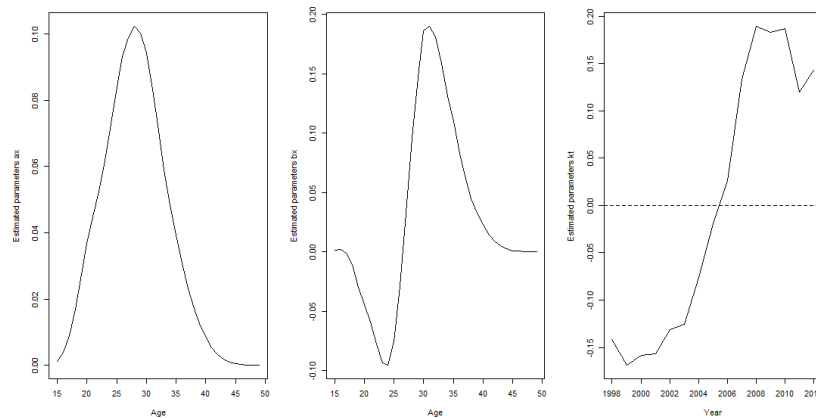 Estimated parameters ax
0.00 0.02 0.04 0.06 0.08 0.10
15 20 25 30 35 40 45 50
Age
Estimated parameters bx
-0.10 -0.05 0.00 0.05 0.10 0.15 0.20
15 20 25 30 35 40 45 50
Age
Estimated parameters kt
-0.15 -0.10 -0.05 0.00 0.05 0.10 0.15 0.20
1998 2000 2002 2004 2006 2008 2010
Year